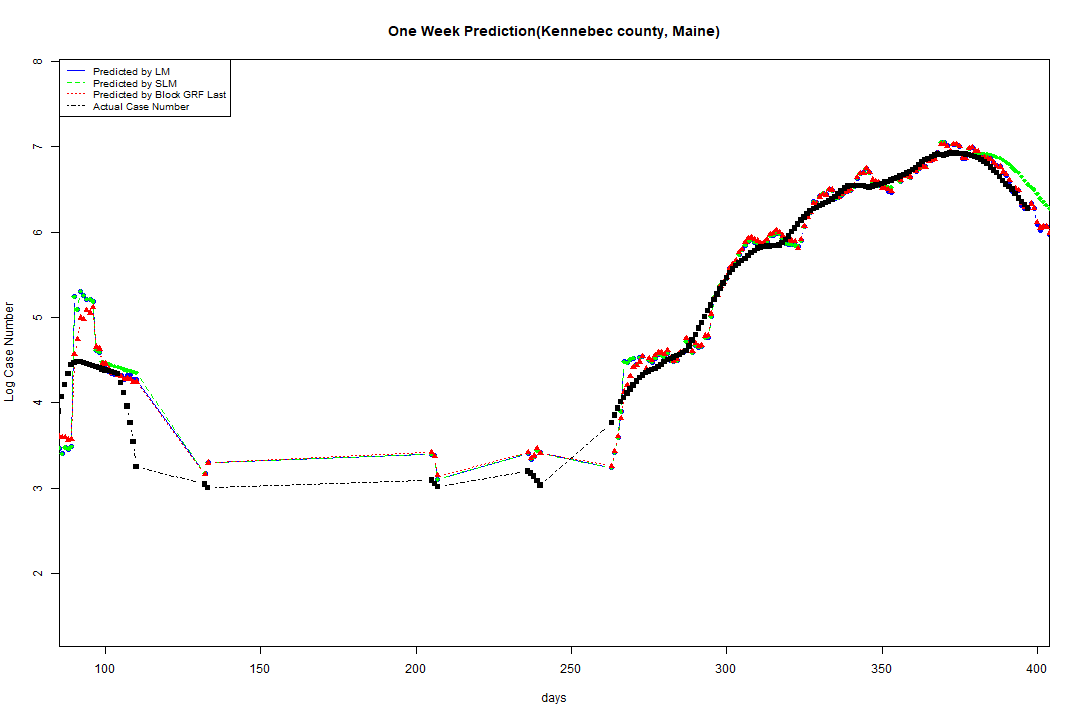 One Week Prediction(Kennebec county, Maine)
Predicted by LM
Predicted by SLM
Predicted by Block GRF Last
Actual Case Number
Log Case Number
8
7
6
5
4
3
2
100 150 200 250 300 350 400
days